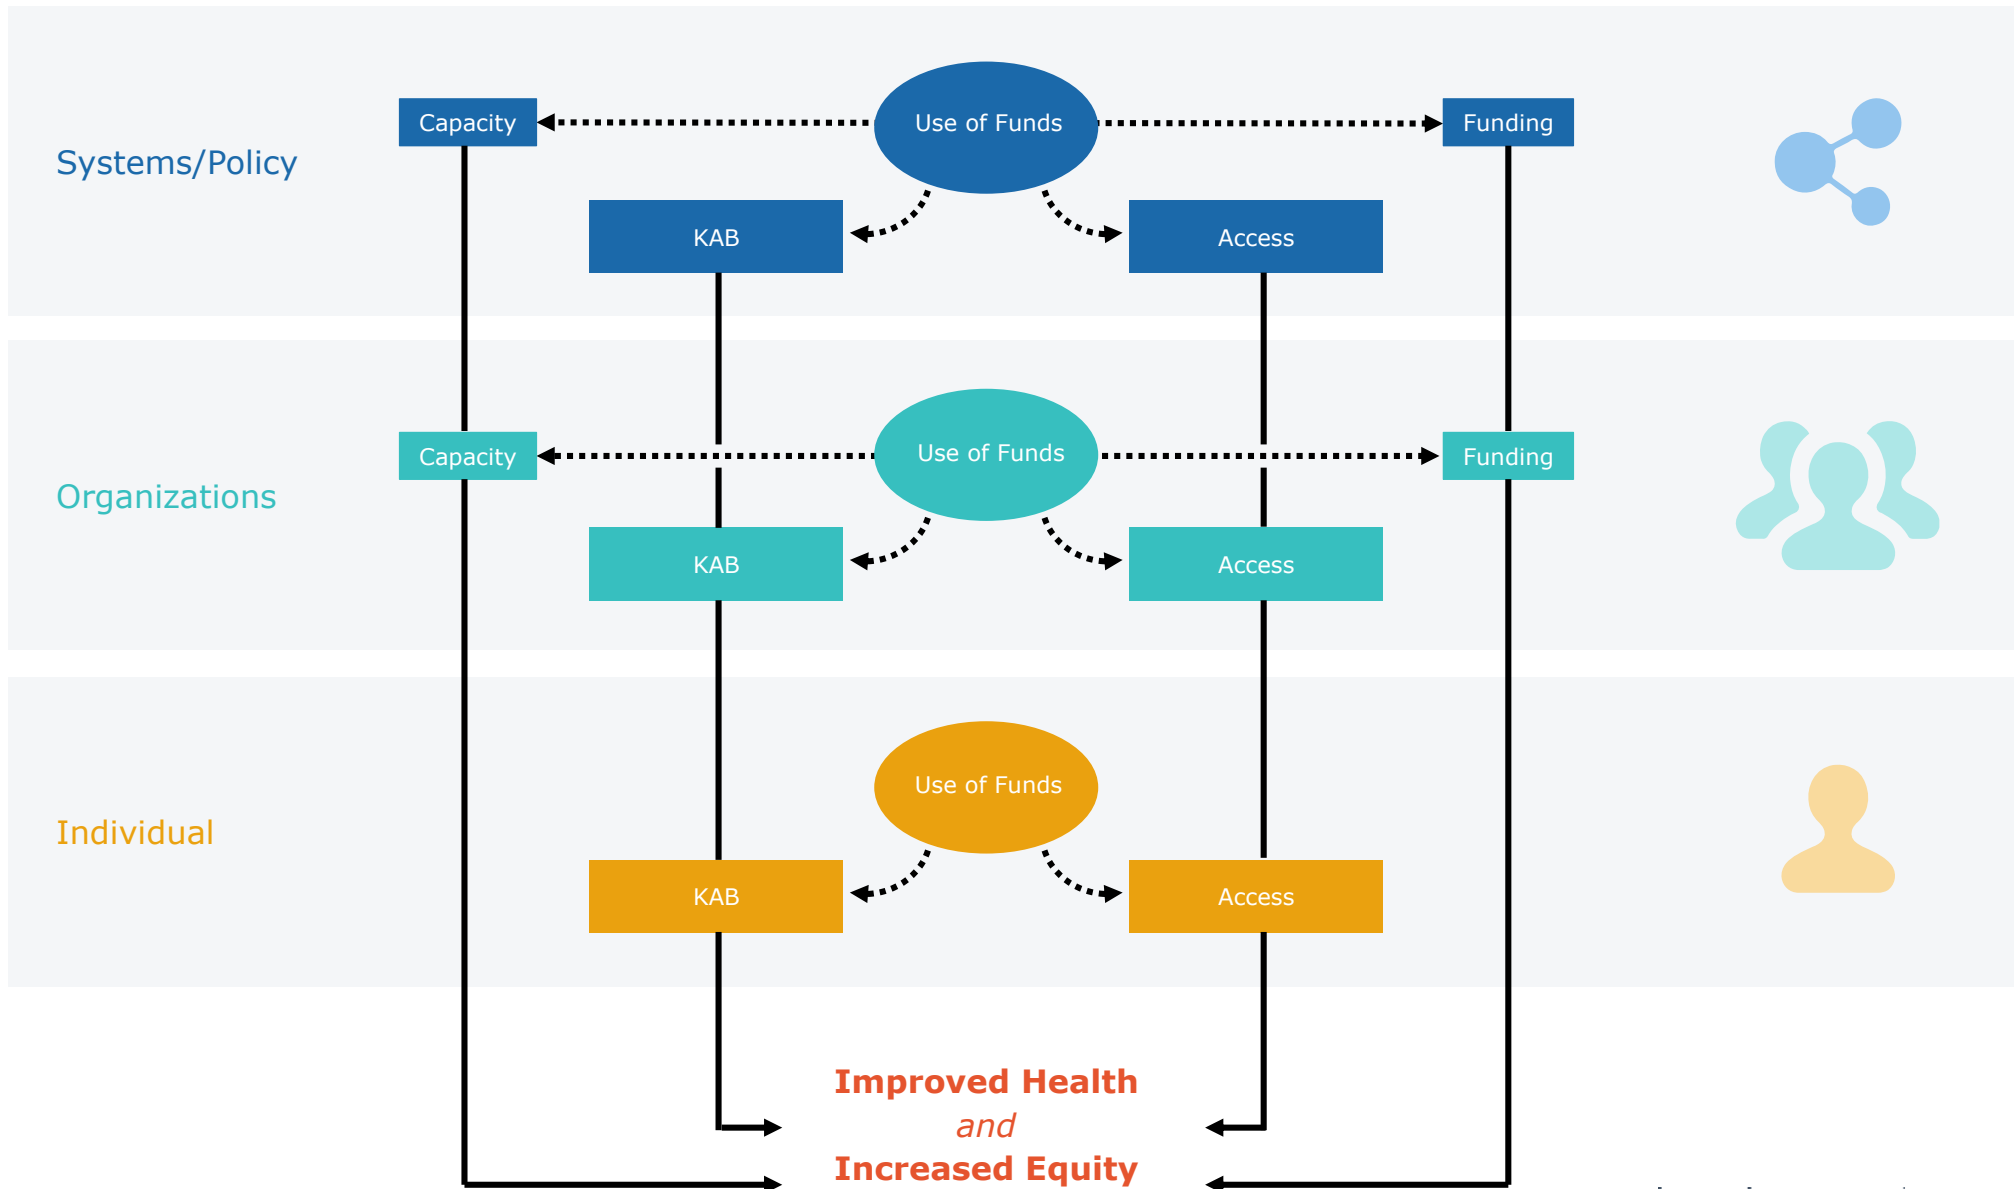 Capacity
Use of Funds
Funding
Systems/Policy
KAB
Access
Capacity
Use of Funds
Funding
Organizations
KAB
Access
Use of Funds
Individual
KAB
Access
Improved Health
and
Increased Equity